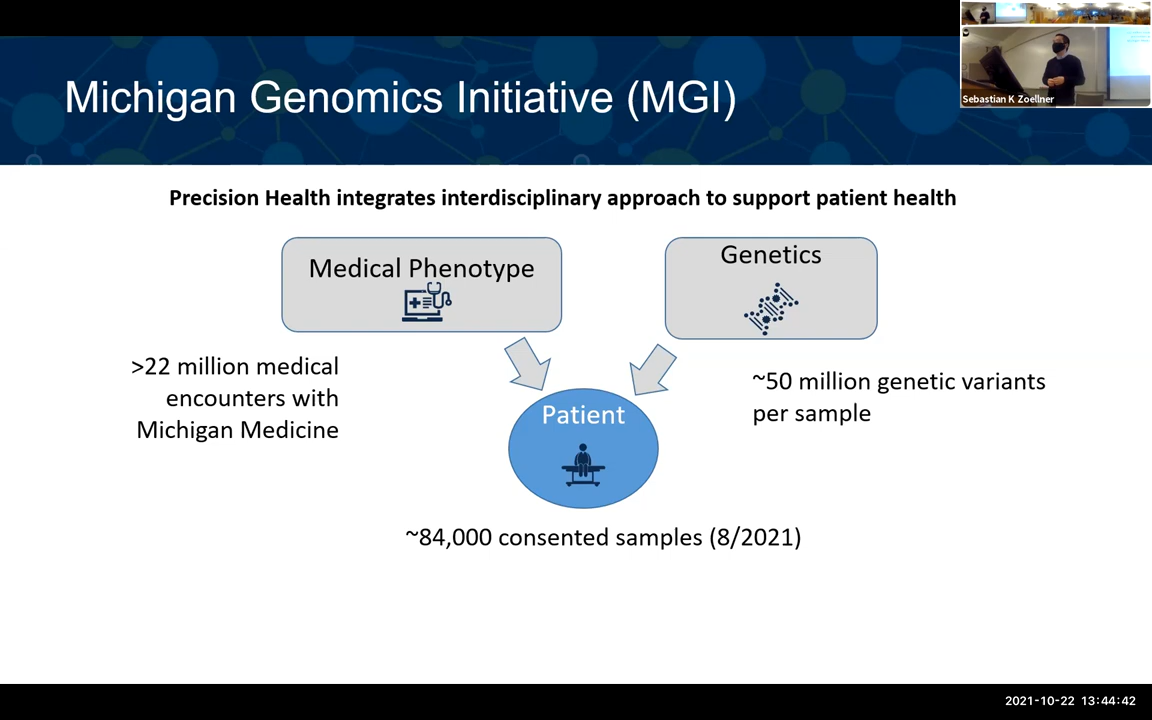 Michigan Genomics Initiative (MGI)
Sebastian K Zoellner
Precision Health integrates interdisciplinary approach to support patient health
Medical Phenotype
Genetics
>22 million medical
encounters with
Michigan Medicine
~50 million genetic variants
per sample
Patient
~84,000 consented samples (8/2021)
2021-10-22 13:44:42